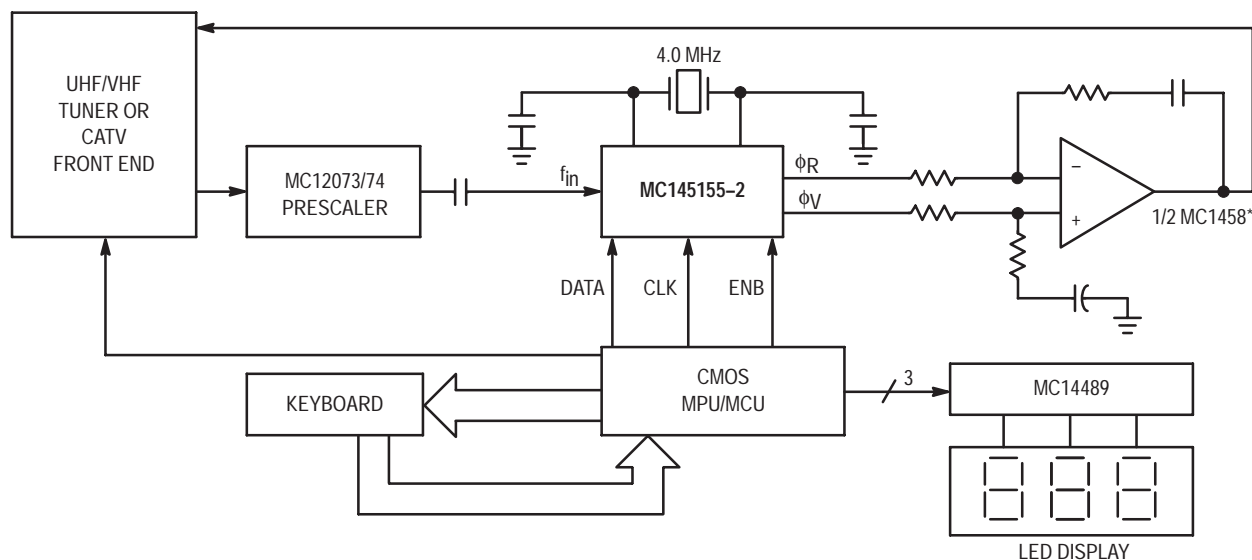 4.0 MHz
UHF/VHF
TUNER OR
CATV
FRONT END
MC12073/74
PRESCALER
fin
MC145155–2
ϕR
ϕV
–
+
1/2 MC1458*
DATA
CLK
ENB
KEYBOARD
CMOS
MPU/MCU
3
MC14489
LED DISPLAY